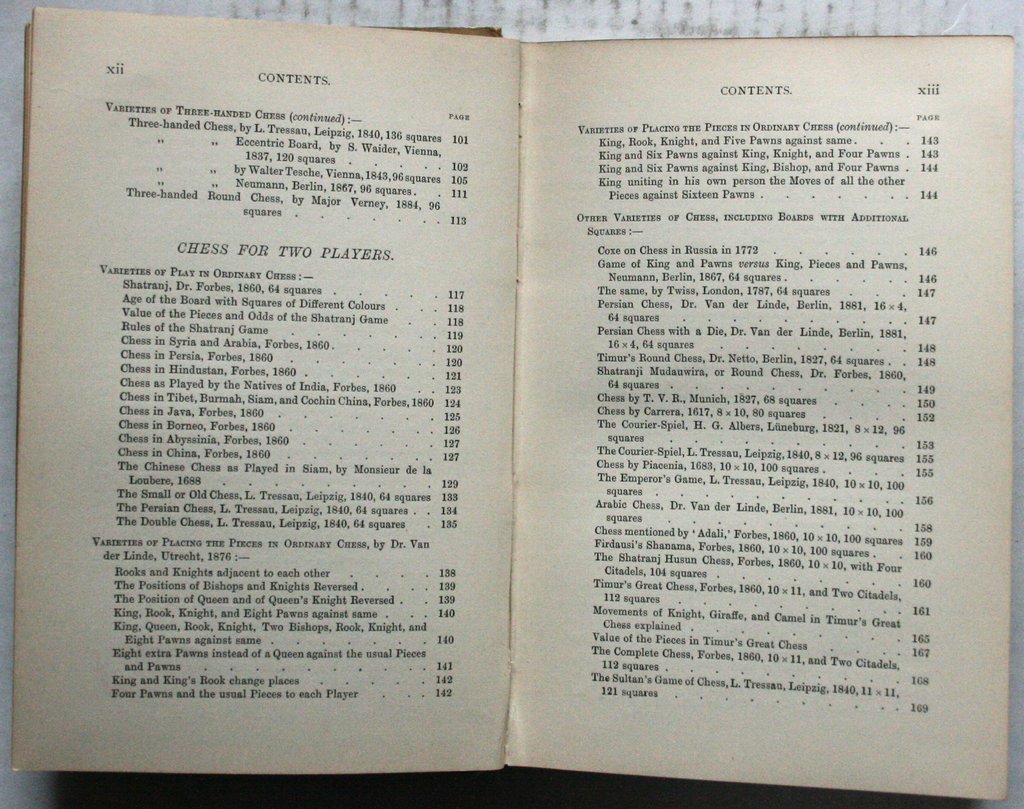 xii
CONTENTS.
VARIETIES OF THREE-HANDED CHESS (continued) :—
PAGE
Three-handed Chess, by L. Tressau, Leipzig, 1840, 136 squares 101
„ „ Eccentric Board, by S. Waider, Vienna,
1837, 120 squares . . . . 102
„ „ by Walter Tesche, Vienna, 1843, 96 squares 105
„ „ Neumann, Berlin, 1867, 96 squares . . 111
Three-handed Round Chess, by Major Verney, 1884, 96
squares . . . . . . . 113
CHESS FOR TWO PLAYERS.
VARIETIES OF PLAY IN ORDINARY CHESS :—
Shatranj, Dr. Forbes, 1860, 64 squares . . . . 117
Age of the Board with Squares of Different Colours . . 118
Value of the Pieces and Odds of the Shatranj Game . . 118
Rules of the Shatranj Game . . . . . 119
Chess in Syria and Arabia, Forbes, 1860 . . . . 120
Chess in Persia, Forbes, 1860 . . . . . 120
Chess in Hindustan, Forbes, 1860 . . . . . 121
Chess as Played by the Natives of India, Forbes, 1860 . 123
Chess in Tibet, Burmah, Siam, and Cochin China, Forbes, 1860 124
Chess in Java, Forbes, 1860 . . . . . . 125
Chess in Borneo, Forbes, 1860 . . . . . 126
Chess in Abyssinia, Forbes, 1860 . . . . . 127
Chess in China, Forbes, 1860 . . . . . 127
The Chinese Chess as Played in Siam, by Monsieur de la
Loubere, 1688 . . . . . . . 129
The Small or Old Chess, L. Tressau, Leipzig, 1840, 64 squares 133
The Persian Chess, L. Tressau, Leipzig, 1840, 64 squares . . 134
The Double Chess, L. Tressau, Leipzig, 1840, 64 squares . 135
VARIETIES OF PLACING THE PIECES IN ORDINARY CHESS, by Dr. Van
der Linde, Utrecht, 1876 :—
Rooks and Knights adjacent to each other . . . . 138
The Positions of Bishops and Knights Reversed . . . 139
The Position of Queen and of Queen's Knight Reversed . . 139
King, Rook, Knight, and Eight Pawns against same . . . 140
King, Queen, Rook, Knight, Two Bishops, Rook, Knight, and
Eight Pawns against same . . . . . . 140
Eight extra Pawns instead of a Queen against the usual Pieces
and Pawns . . . . . . . 141
King and King's Rook change places . . . . . 142
Four Pawns and the usual Pieces to each Player . . . 142
CONTENTS.
xiii
PAGE
VARIETIES OF PLACING THE PIECES IN ORDINARY CHESS (continued) :—
King, Rook, Knight, and Five Pawns against same . . . 143
King and Six Pawns against King, Knight, and Four Pawns . 143
King and Six Pawns against King, Bishop, and Four Pawns . 144
King uniting in his own person the Moves of all the other
Pieces against Sixteen Pawns . . . . . . 144
OTHER VARIETIES OF CHESS, INCLUDING BOARDS WITH ADDITIONAL
SQUARES :—
Coxe on Chess in Russia in 1772 . . . . . 146
Game of King and Pawns versus King, Pieces and Pawns,
Neumann, Berlin, 1867, 64 squares . . . . . 146
The same, by Twiss, London, 1787, 64 squares . . . 147
Persian Chess, Dr. Van der Linde, Berlin, 1881, 16 × 4,
64 squares . . . . . . . 147
Persian Chess with a Die, Dr. Van der Linde, Berlin, 1881,
16 × 4, 64 squares . . . . . . 148
Timur's Round Chess, Dr. Netto, Berlin, 1827, 64 squares . . 148
Shatranji Mudauwira, or Round Chess, Dr. Forbes, 1860,
64 squares . . . . . . . 149
Chess by T. V. R., Munich, 1827, 68 squares . . . . 150
Chess by Carrera, 1617, 8 × 10, 80 squares . . . . 152
The Courier-Spiel, H. G. Albers, Lüneburg, 1821, 8 × 12, 96
squares . . . . . . . 153
The Courier-Spiel, L. Tressau, Leipzig, 1840, 8 × 12, 96 squares 155
Chess by Piacenia, 1683, 10 × 10, 100 squares . . . . 155
The Emperor's Game, L. Tressau, Leipzig, 1840, 10 × 10, 100
squares . . . . . . . 156
Arabic Chess, Dr. Van der Linde, Berlin, 1881, 10 × 10, 100
squares . . . . . . . 158
Chess mentioned by 'Adali,' Forbes, 1860, 10 × 10, 100 squares 159
Firdausi's Shanama, Forbes, 1860, 10 × 10, 100 squares . . 160
The Shatranj Husun Chess, Forbes, 1860, 10 × 10, with Four
Citadels, 104 squares . . . . . . 160
Timur's Great Chess, Forbes, 1860, 10 × 11, and Two Citadels,
112 squares . . . . . . . 161
Movements of Knight, Giraffe, and Camel in Timur's Great
Chess explained . . . . . . . 165
Value of the Pieces in Timur's Great Chess . . . . 167
The Complete Chess, Forbes, 1860, 10 × 11, and Two Citadels,
112 squares . . . . . . . 168
The Sultan's Game of Chess, L. Tressau, Leipzig, 1840, 11 × 11,
121 squares . . . . . . . 169